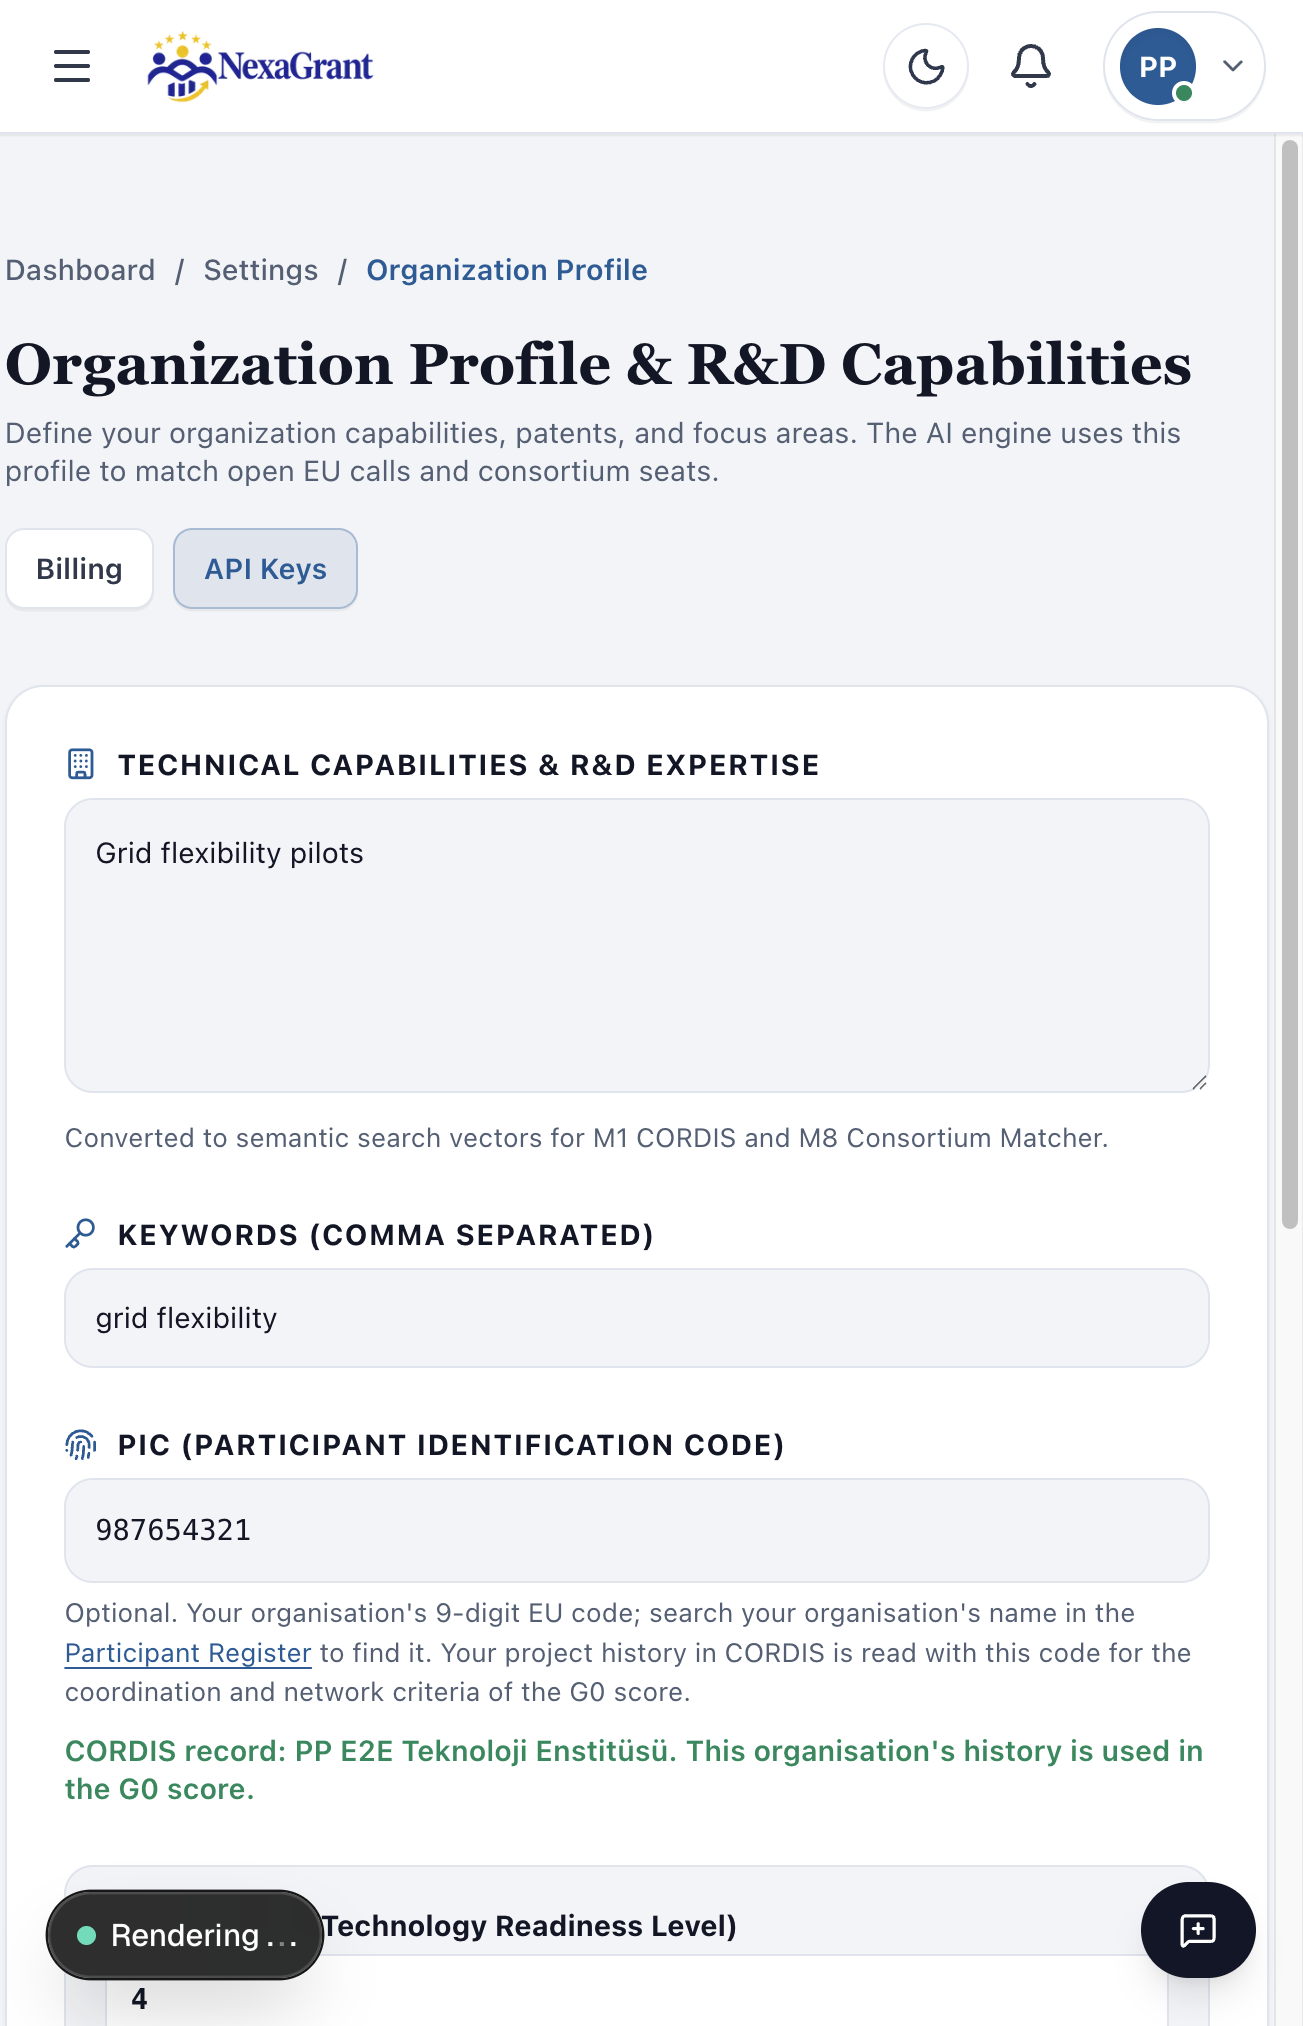 NexaGrant
PP
Dashboard / Settings / Organization Profile
Organization Profile & R&D Capabilities
Define your organization capabilities, patents, and focus areas. The AI engine uses this
profile to match open EU calls and consortium seats.
Billing
API Keys
TECHNICAL CAPABILITIES & R&D EXPERTISE
Grid flexibility pilots
Converted to semantic search vectors for M1 CORDIS and M8 Consortium Matcher.
KEYWORDS (COMMA SEPARATED)
grid flexibility
PIC (PARTICIPANT IDENTIFICATION CODE)
987654321
Optional. Your organisation's 9-digit EU code; search your organisation's name in the
Participant Register to find it. Your project history in CORDIS is read with this code for the
coordination and network criteria of the G0 score.
CORDIS record: PP E2E Teknoloji Enstitüsü. This organisation's history is used in
the G0 score.
Rendering ...
Technology Readiness Level)
4